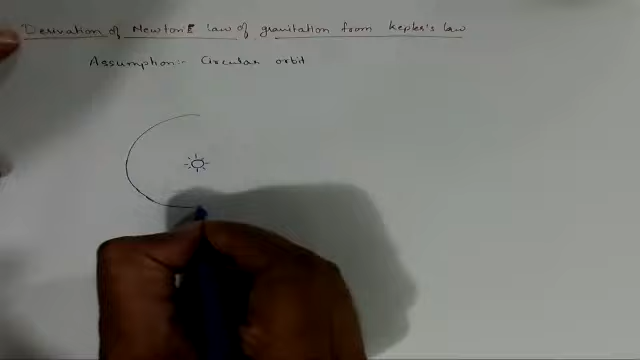 Derivation of Newton's Law of gravitation from Kepler's law
Assumption:- Circular orbit